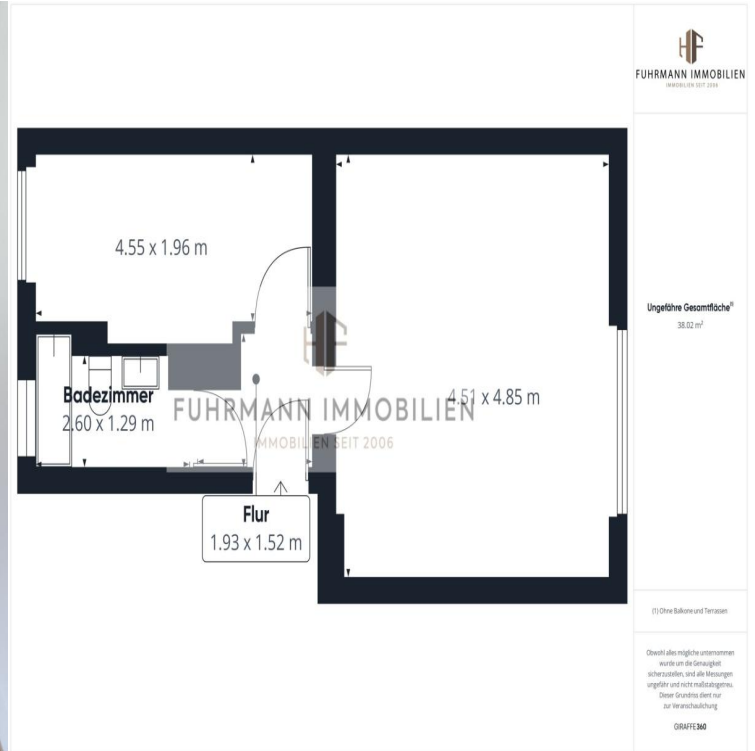 HF
FUHRMANN IMMOBILIEN
IMMOBILIEN SEIT 2006
4.55 x 1.96 m
Ungefähre Gesamtfläche⁽¹⁾
38.02 m²
HF
Badezimmer
2.60 x 1.29 m
4.51 x 4.85 m
FUHRMANN IMMOBILIEN
IMMOBILIEN SEIT 2006
Flur
1.93 x 1.52 m
(1) Ohne Balkone und Terrassen
Obwohl alles mögliche unternommen
wurde um die Genauigkeit
sicherzustellen, sind alle Messungen
ungefähr und nicht maßstabsgetreu.
Dieser Grundriss dient nur
zur Veranschaulichung
GIRAFFE360